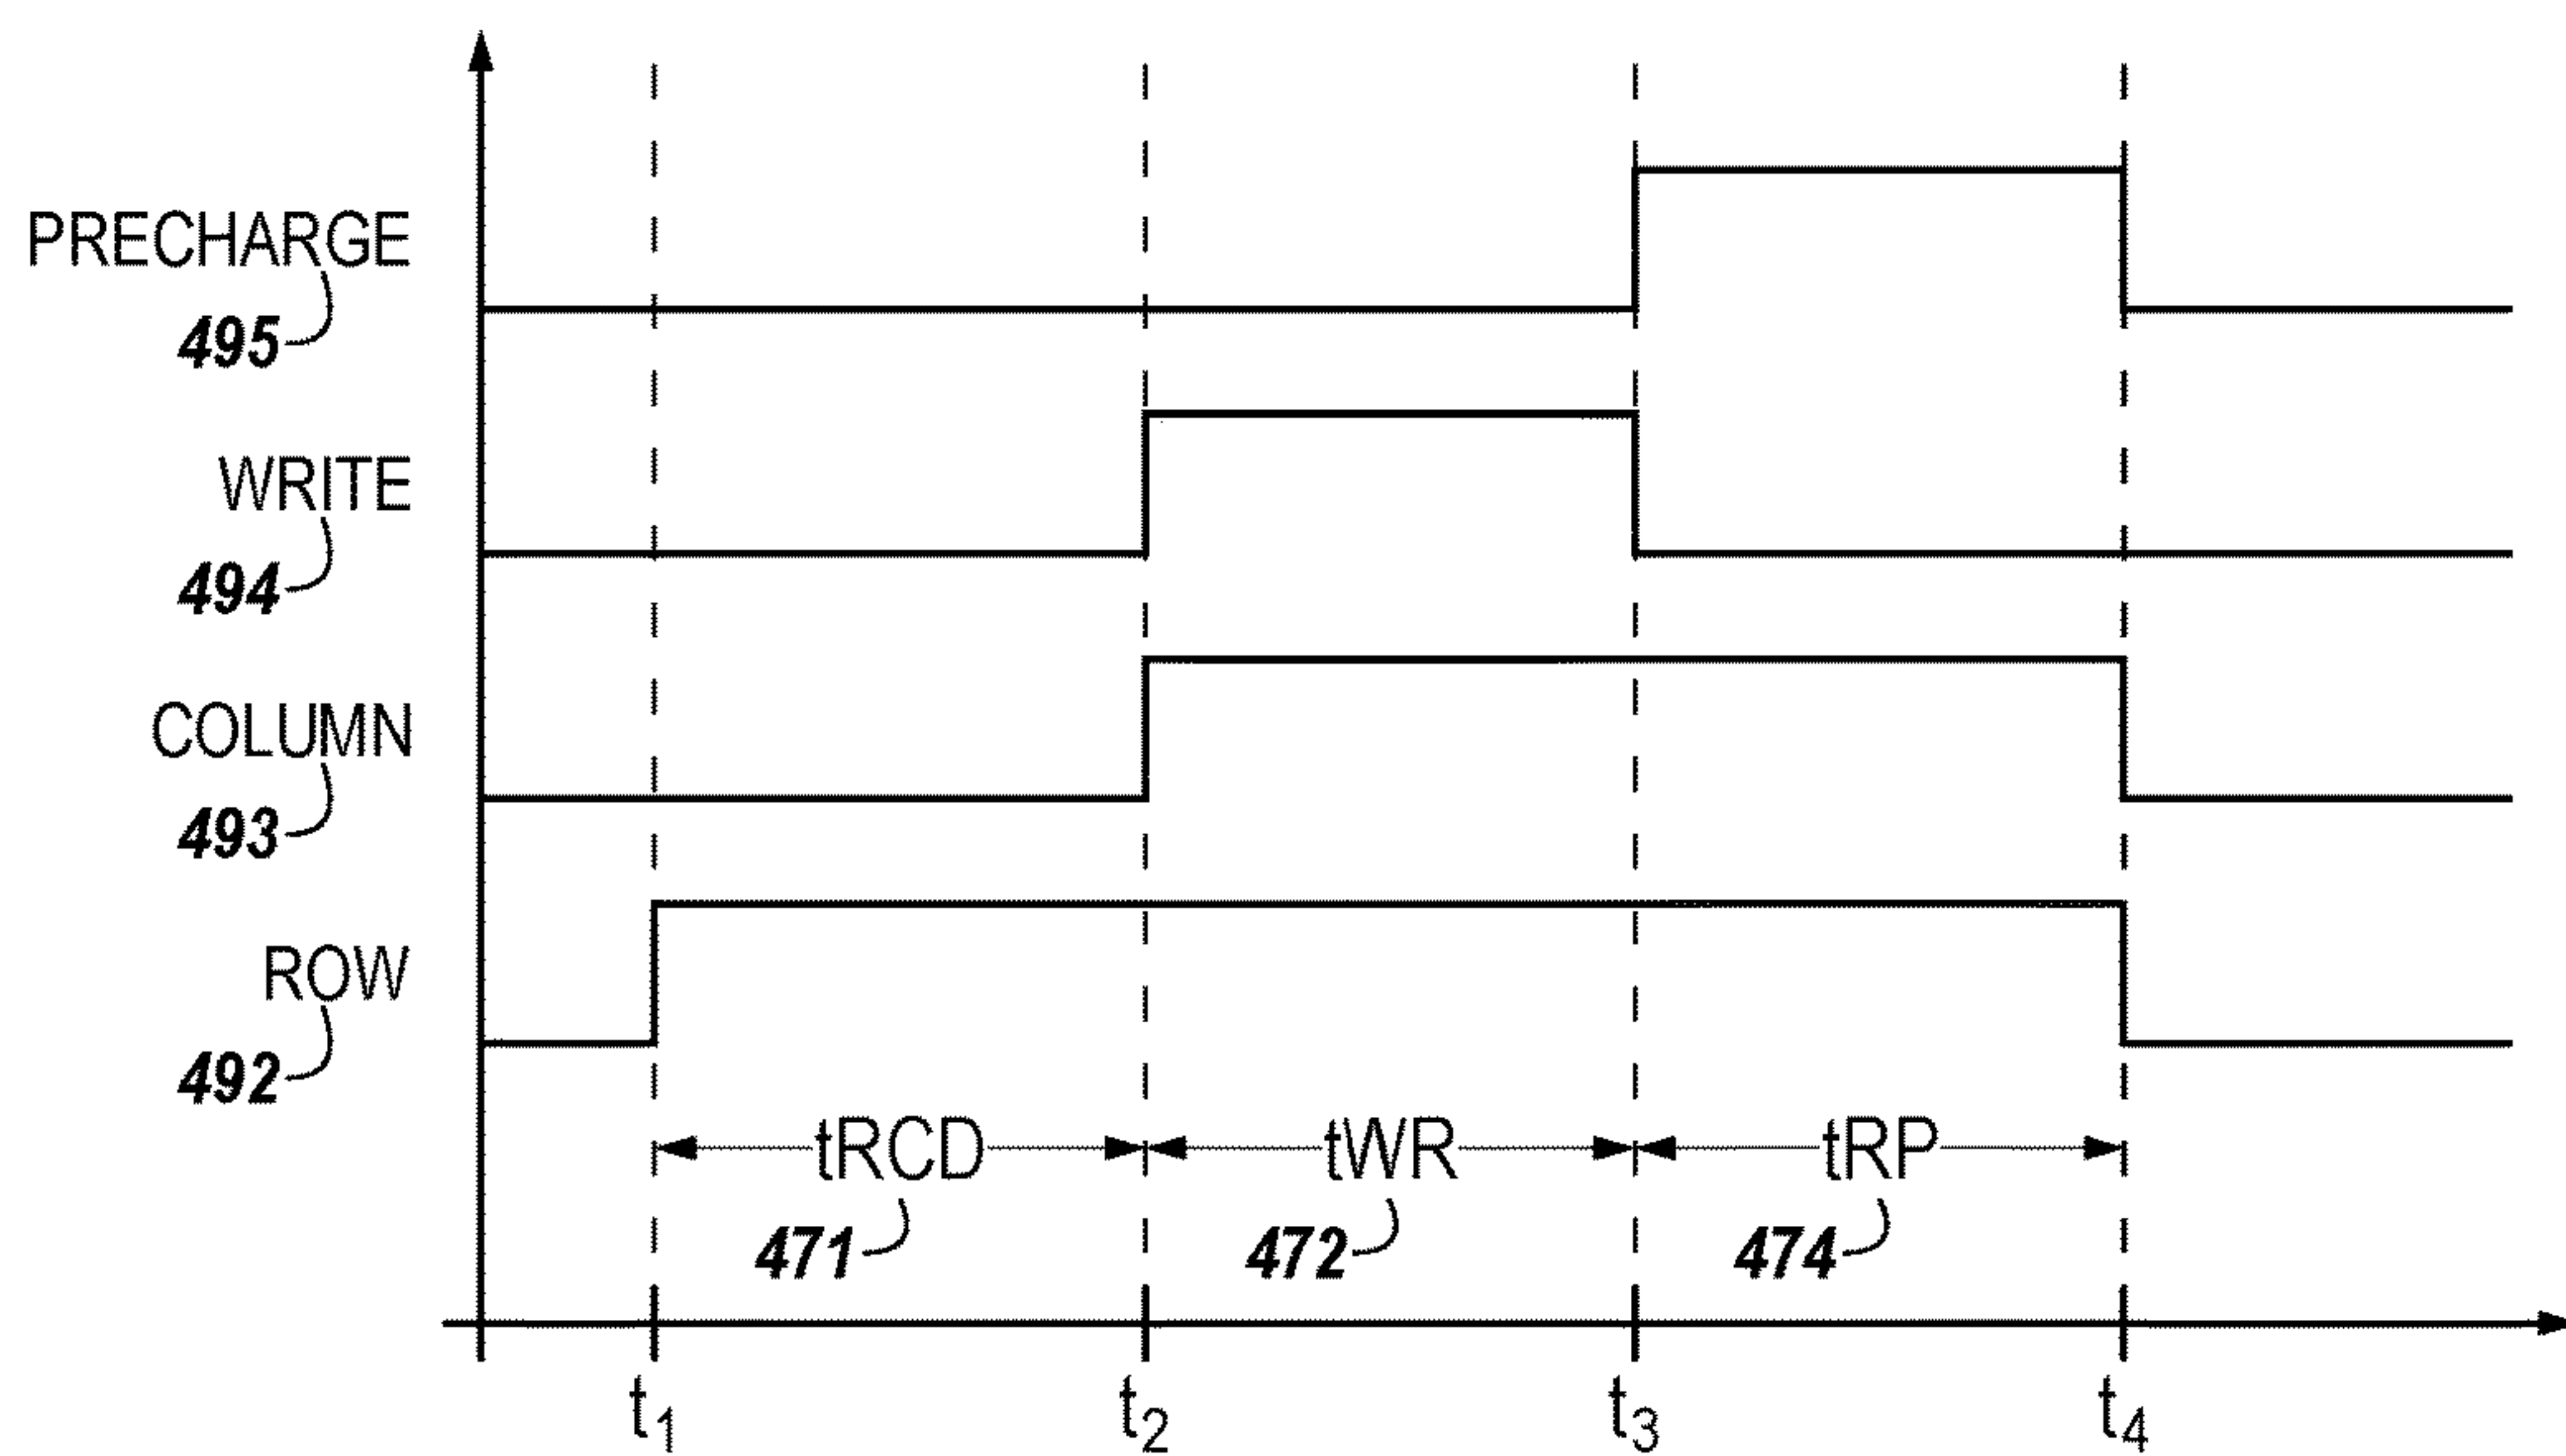 PRECHARGE
495
WRITE
494
COLUMN
493
ROW
492
tRCD tWR tRP
471 472 474
t1 t2 t3 t4